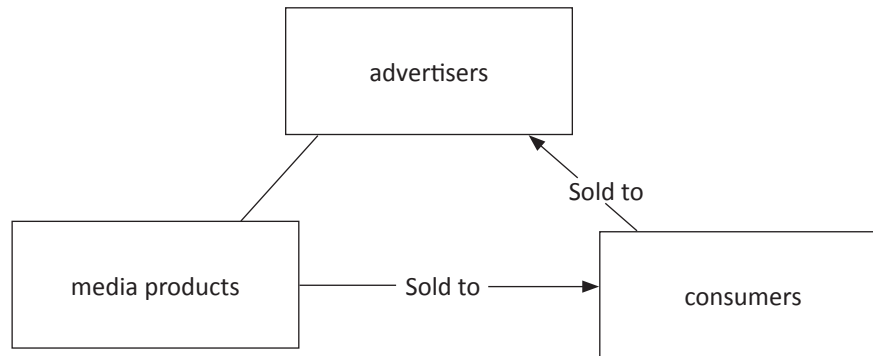 advertisers
Sold to
media products
Sold to
consumers